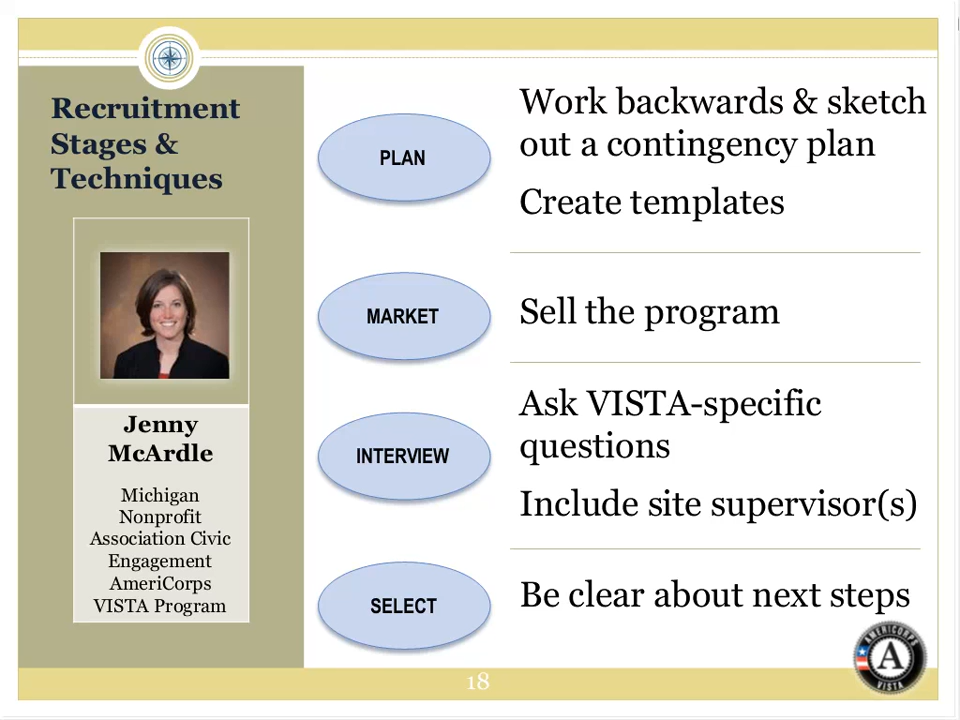 Recruitment
Stages &
Techniques
Jenny
McArdle
Michigan
Nonprofit
Association Civic
Engagement
AmeriCorps
VISTA Program
PLAN
Work backwards & sketch
out a contingency plan
Create templates
MARKET
Sell the program
INTERVIEW
Ask VISTA-specific
questions
Include site supervisor(s)
SELECT
Be clear about next steps
18
AMERICORPS
A
VISTA